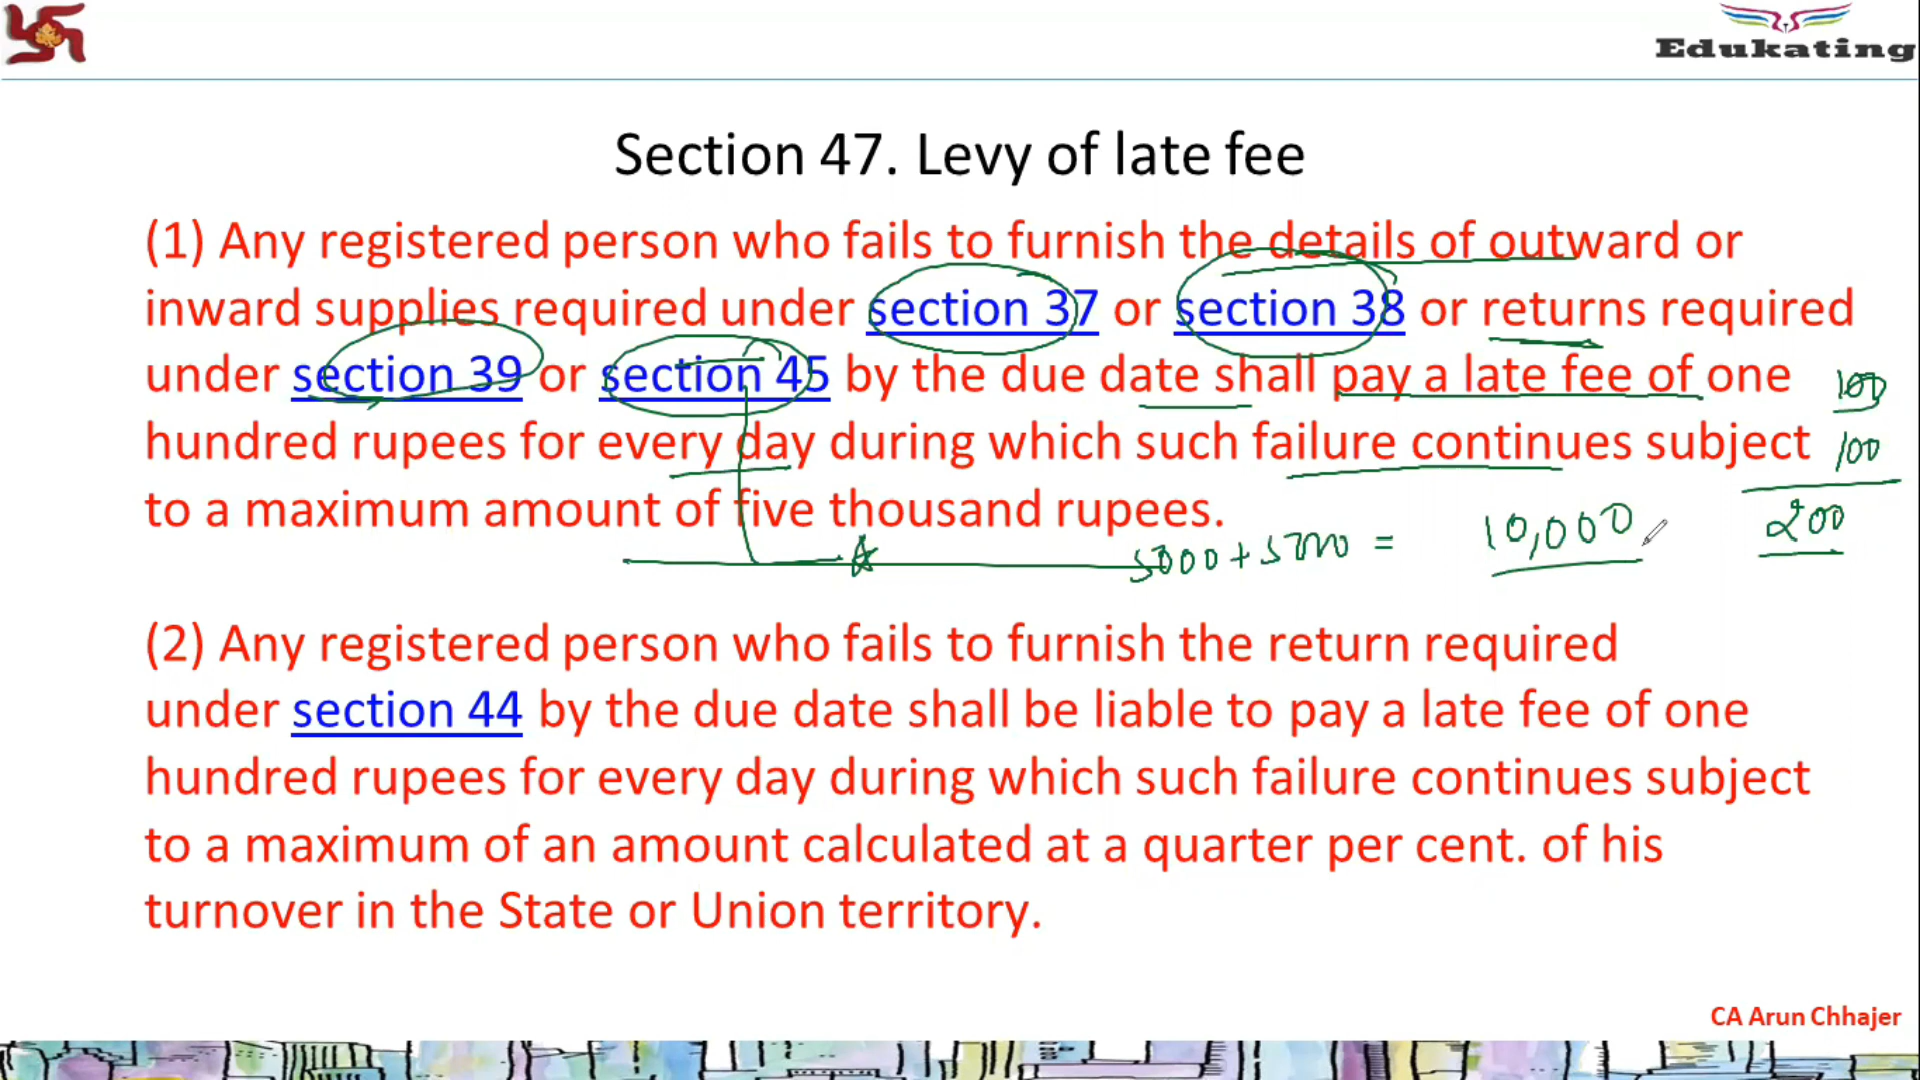 Edukating
Section 47. Levy of late fee
(1) Any registered person who fails to furnish the details of outward or
inward supplies required under section 37 or section 38 or returns required
under section 39 or section 45 by the due date shall pay a late fee of one
100
hundred rupees for every day during which such failure continues subject
100
to a maximum amount of five thousand rupees.
5000 + 5000 = 10,000
200
(2) Any registered person who fails to furnish the return required
under section 44 by the due date shall be liable to pay a late fee of one
hundred rupees for every day during which such failure continues subject
to a maximum of an amount calculated at a quarter per cent. of his
turnover in the State or Union territory.
CA Arun Chhajer